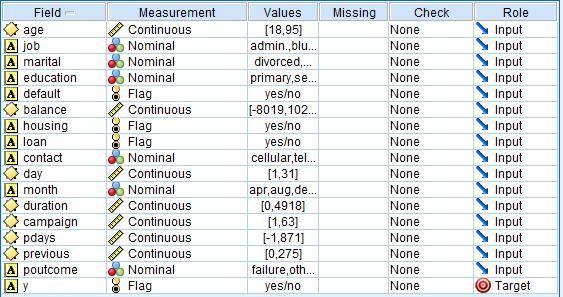 Field Measurement Values Missing Check Role
age Continuous [18,95] None Input
A job Nominal admin.,blu... None Input
A marital Nominal divorced,... None Input
A education Nominal primary,se... None Input
A default Flag yes/no None Input
balance Continuous [-8019,102... None Input
A housing Flag yes/no None Input
A loan Flag yes/no None Input
A contact Nominal cellular,tel... None Input
day Continuous [1,31] None Input
A month Nominal apr,aug,de... None Input
duration Continuous [0,4918] None Input
campaign Continuous [1,63] None Input
pdays Continuous [-1,871] None Input
previous Continuous [0,275] None Input
A poutcome Nominal failure,oth... None Input
A y Flag yes/no None Target